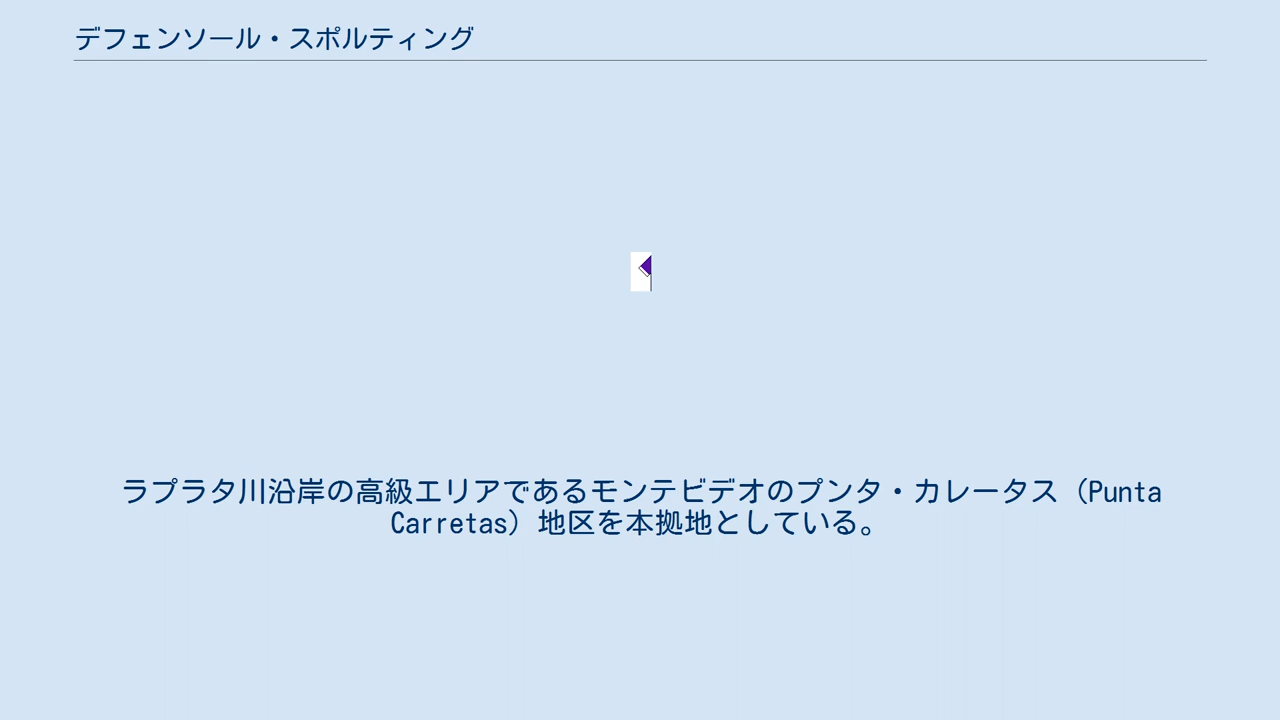 デフェンソール・スポルティング
ラプラタ川沿岸の高級エリアであるモンテビデオのプンタ・カレータス（Punta
Carretas）地区を本拠地としている。